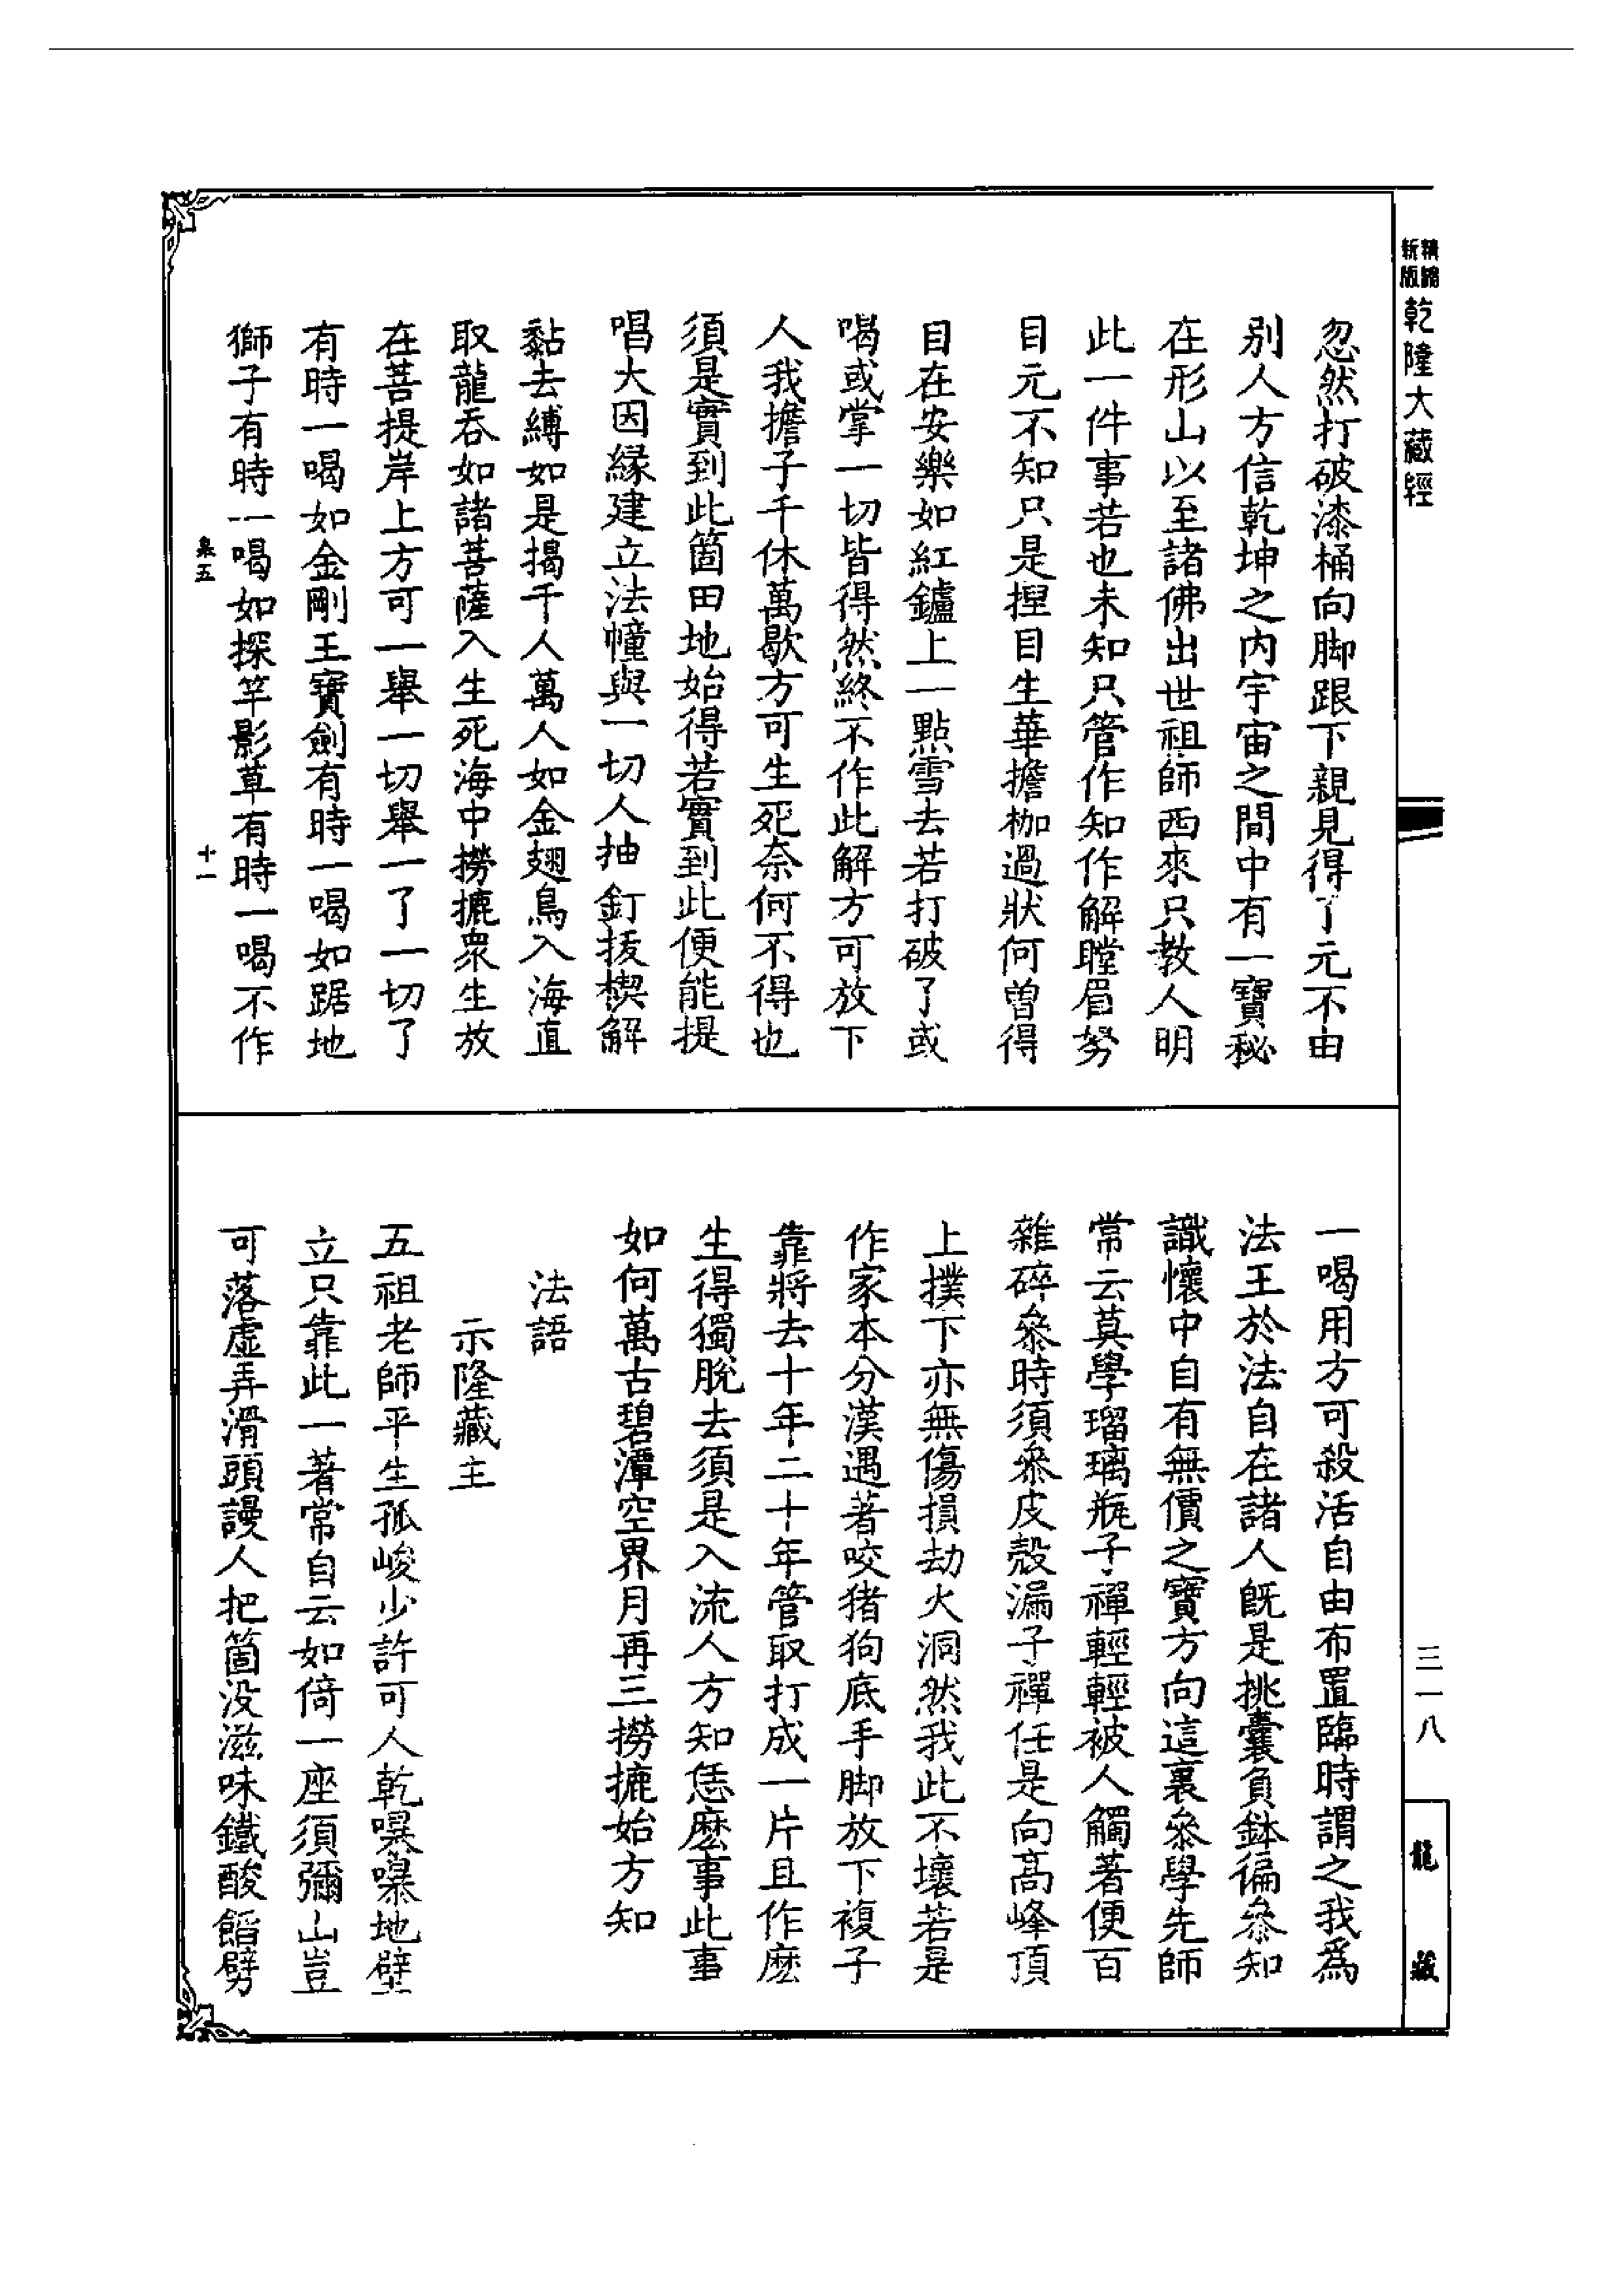 新版 精縮 乾隆大藏經
忽然打破漆桶向脚跟下親見得了元不由
別人方信乾坤之内宇宙之間中有一寶秘
在形山以至諸佛出世祖師西來只教人明
此一件事若也未知只管作知作解瞠眉努
目元不知只是捏目生華擔枷過狀何曽得
自在安樂如紅鑪上一點雪去若打破了或
喝或掌一切皆得然終不作此解方可放下
人我擔子千休萬歇方可生死奈何不得也
須是實到此箇田地始得若實到此便能提
唱大因縁建立法幢與一切人抽釘拔楔解
黏去縛如是揭千人萬人如金翅鳥入海直
取龍吞如諸菩薩入生死海中撈摝衆生放
在菩提岸上方可一舉一切舉一了一切了
有時一喝如金剛王寶劍有時一喝如踞地
獅子有時一喝如探竿影草有時一喝不作
泉五
十一
一喝用方可殺活自由布置臨時謂之我爲
法王於法自在諸人旣是挑囊負鉢徧叅知
識懷中自有無價之寶方向這裏叅學先師
常云莫學瑠璃瓶子禪輕輕被人觸著便百
雜碎叅時須叅皮殼漏子禪任是向高峰頂
上撲下亦無傷損劫火洞然我此不壞若是
作家本分漢遇著咬猪狗底手脚放下複子
靠將去十年二十年管取打成一片且作麽
生得獨脫去須是入流人方知恁麽事此事
如何萬古碧潭空界月再三撈摝始方知
法語
示隆藏主
五祖老師平生孤峻少許可人乾曝曝地壁
立只靠此一著常自云如倚一座須彌山豈
可落虛弄滑頭謾人把箇没滋味鐵酸餡劈
三一八
龍藏